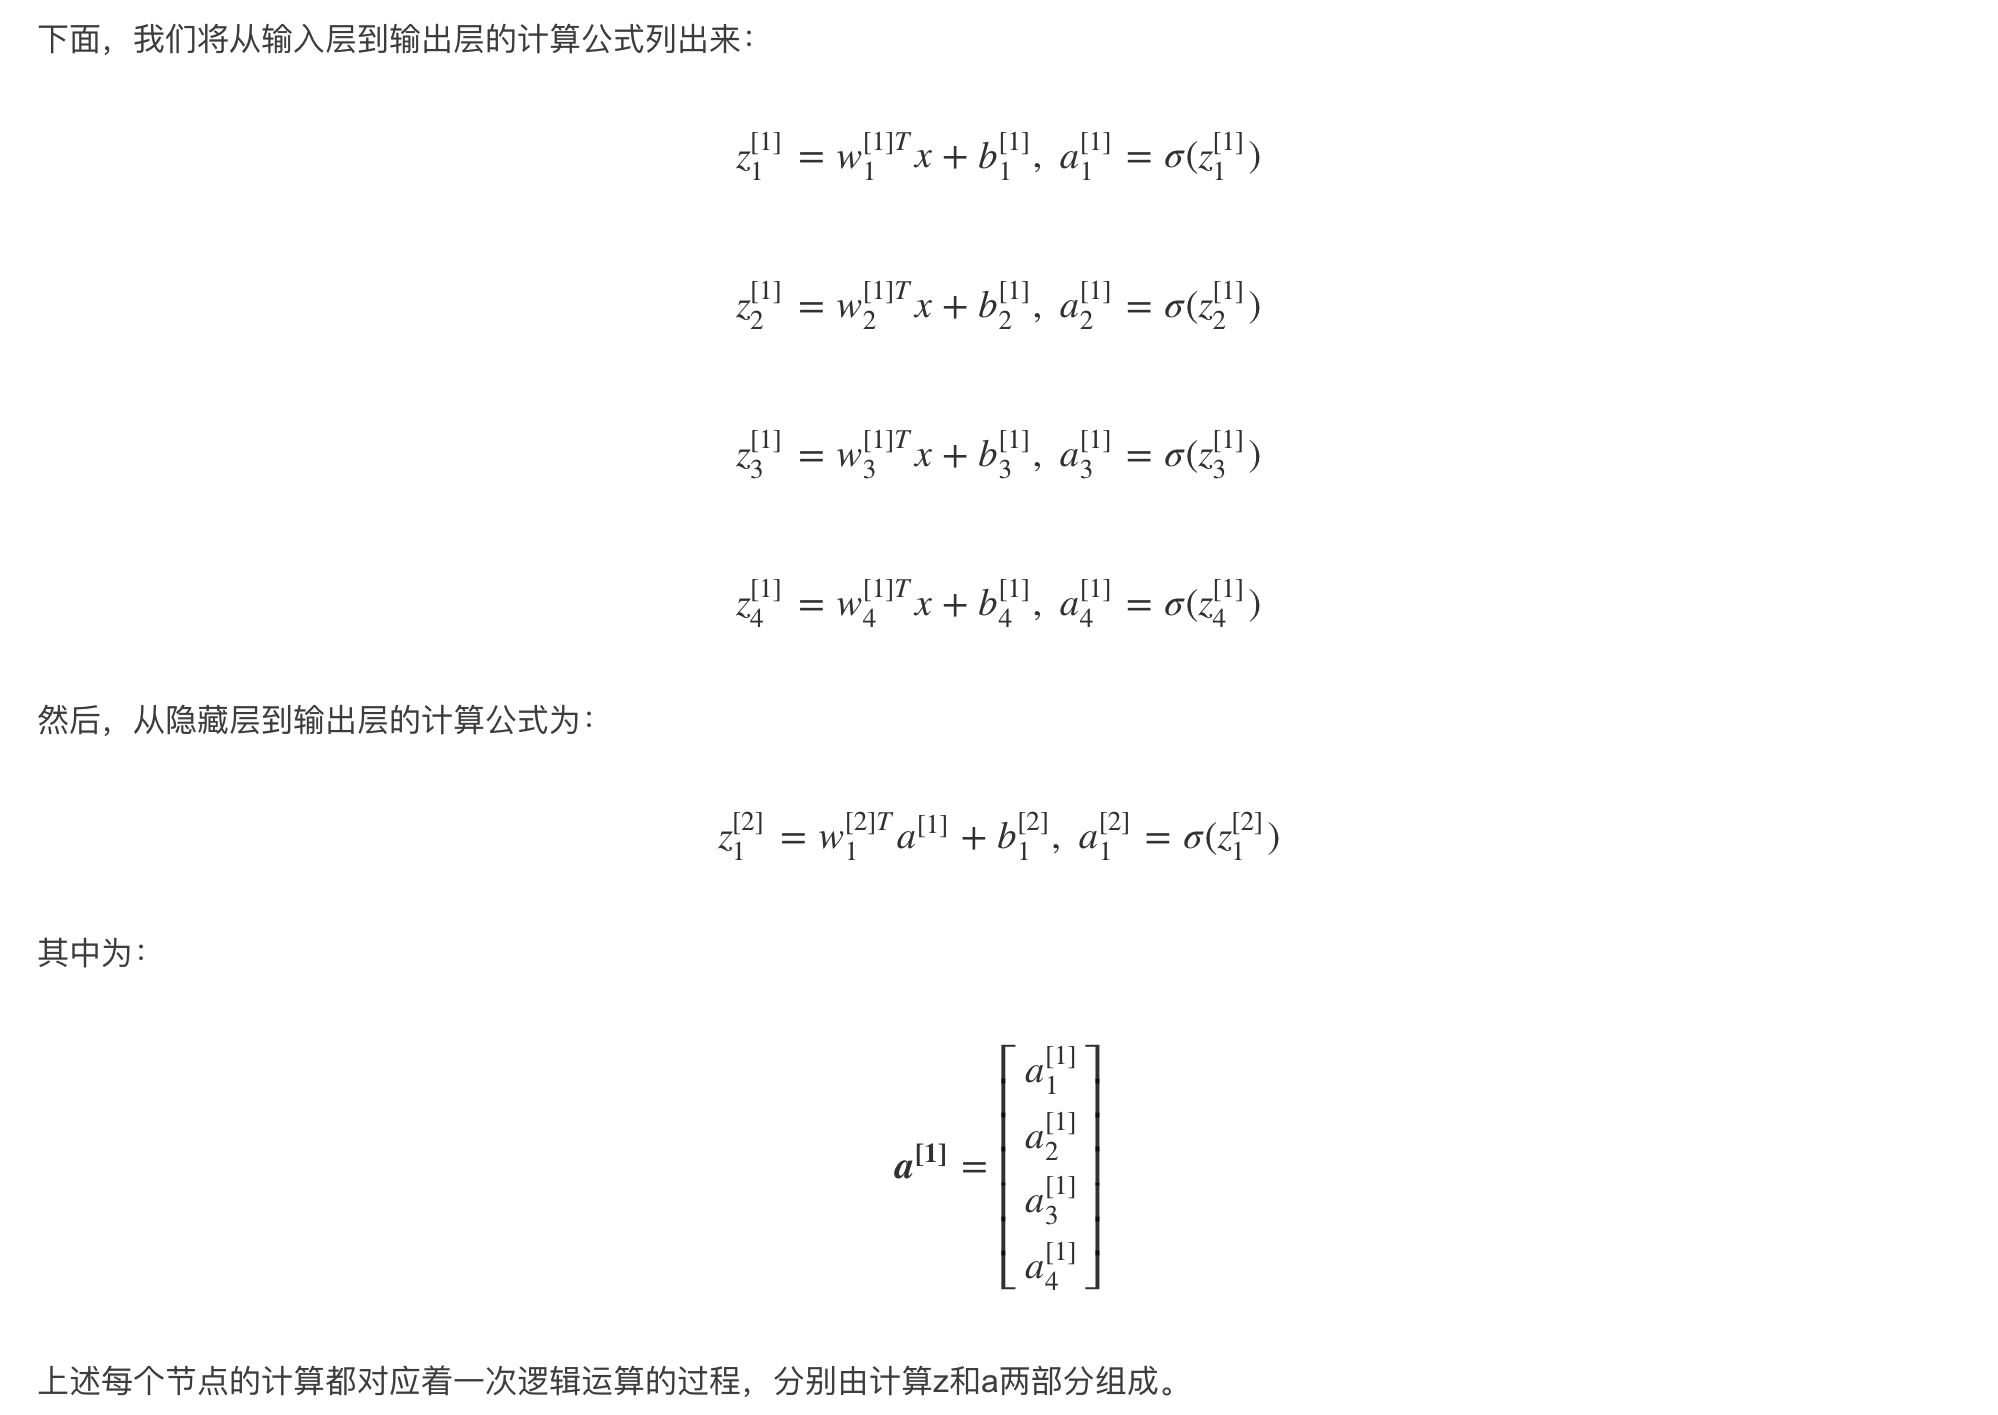 下面，我们将从输入层到输出层的计算公式列出来：
$z_1^{[1]} = w_1^{[1]T}x + b_1^{[1]},\ a_1^{[1]} = \sigma(z_1^{[1]})$
$z_2^{[1]} = w_2^{[1]T}x + b_2^{[1]},\ a_2^{[1]} = \sigma(z_2^{[1]})$
$z_3^{[1]} = w_3^{[1]T}x + b_3^{[1]},\ a_3^{[1]} = \sigma(z_3^{[1]})$
$z_4^{[1]} = w_4^{[1]T}x + b_4^{[1]},\ a_4^{[1]} = \sigma(z_4^{[1]})$
然后，从隐藏层到输出层的计算公式为：
$z_1^{[2]} = w_1^{[2]T}a^{[1]} + b_1^{[2]},\ a_1^{[2]} = \sigma(z_1^{[2]})$
其中为：
$\boldsymbol{a^{[1]}} = \begin{bmatrix} a_1^{[1]} \\ a_2^{[1]} \\ a_3^{[1]} \\ a_4^{[1]} \end{bmatrix}$
上述每个节点的计算都对应着一次逻辑运算的过程，分别由计算z和a两部分组成。